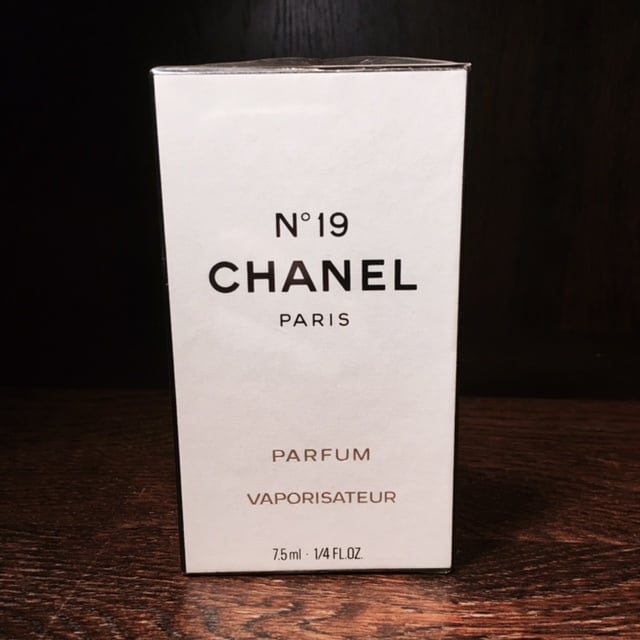 N°19
CHANEL
PARIS
PARFUM
VAPORISATEUR
7.5 ml · 1/4 FL.OZ.